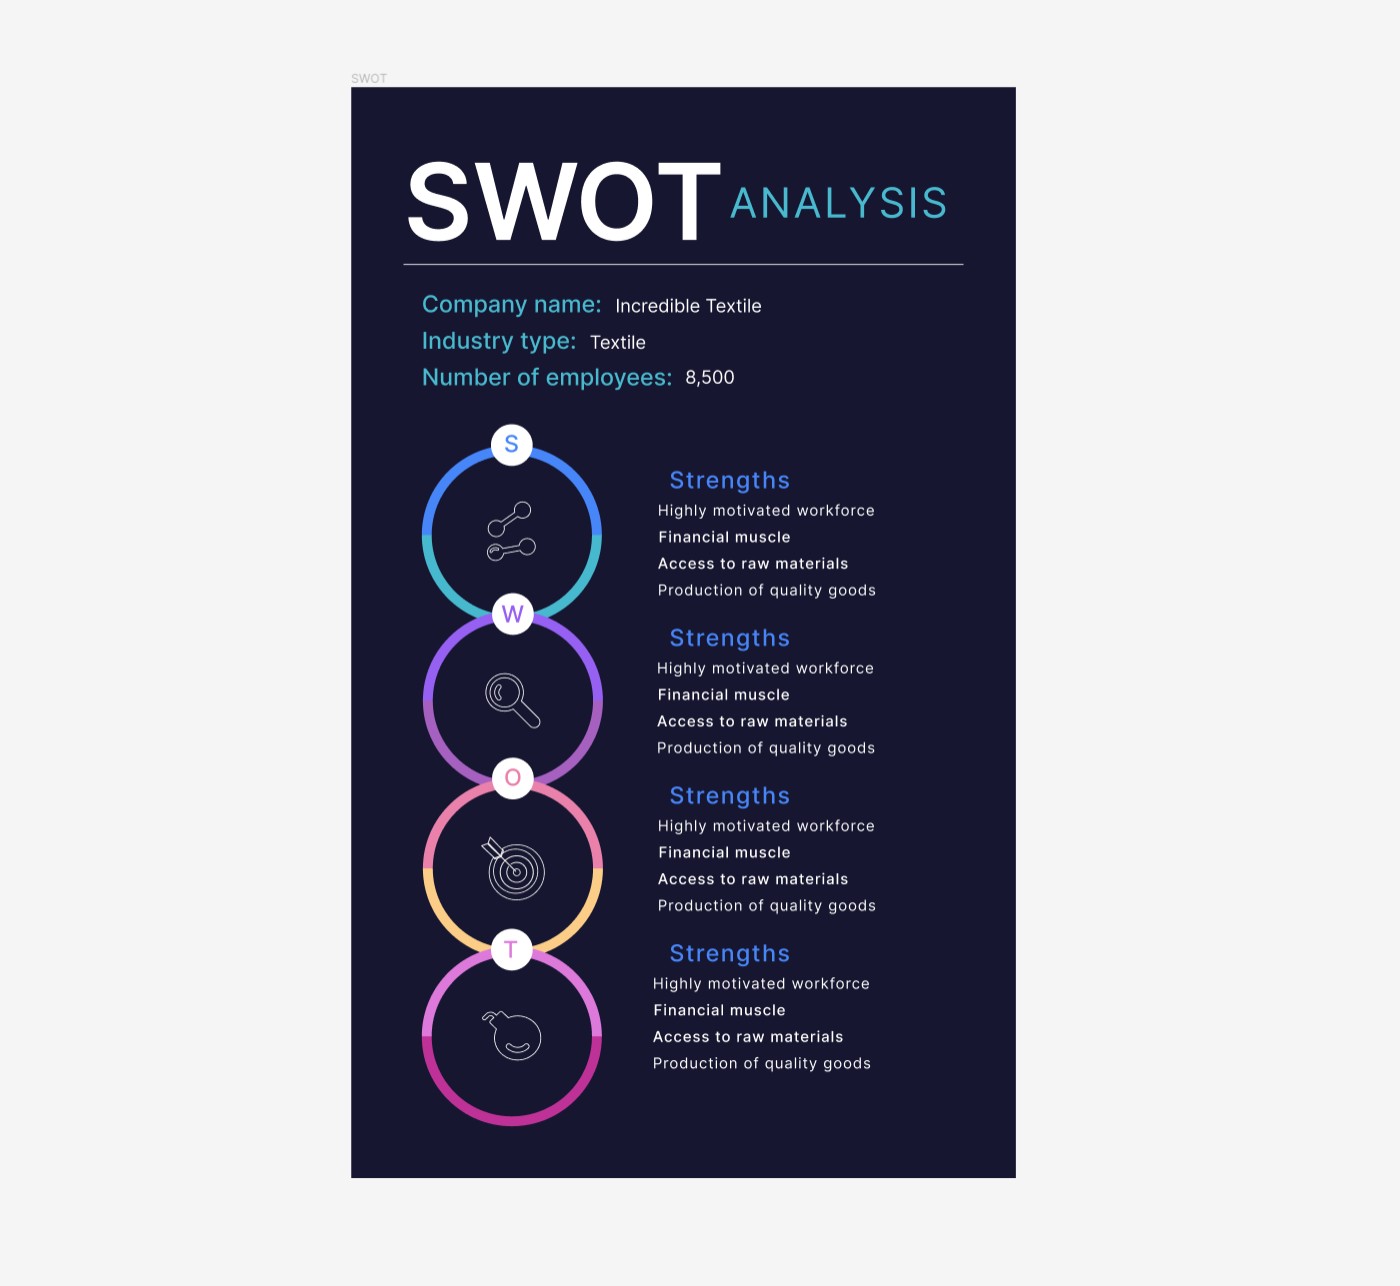 SWOT
SWOT ANALYSIS
Company name: Incredible Textile
Industry type: Textile
Number of employees: 8,500
S
Strengths
Highly motivated workforce
Financial muscle
Access to raw materials
Production of quality goods
W
Strengths
Highly motivated workforce
Financial muscle
Access to raw materials
Production of quality goods
O
Strengths
Highly motivated workforce
Financial muscle
Access to raw materials
Production of quality goods
T
Strengths
Highly motivated workforce
Financial muscle
Access to raw materials
Production of quality goods